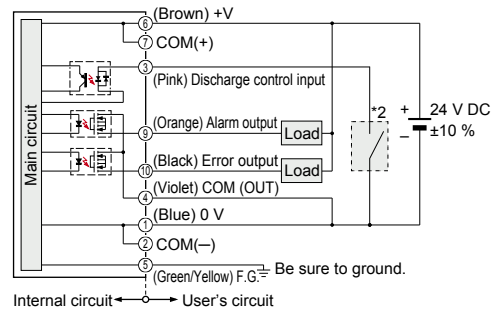 (Brown) +V
6
7 COM(+)
3
(Pink) Discharge control input
*2
+ 24 V DC
– ±10 %
Main circuit
(Orange) Alarm output
9
Load
(Black) Error output
10
Load
(Violet) COM (OUT)
4
(Blue) 0 V
1
2 COM(−)
5
(Green/Yellow) F.G.
Be sure to ground.
Internal circuit
User's circuit